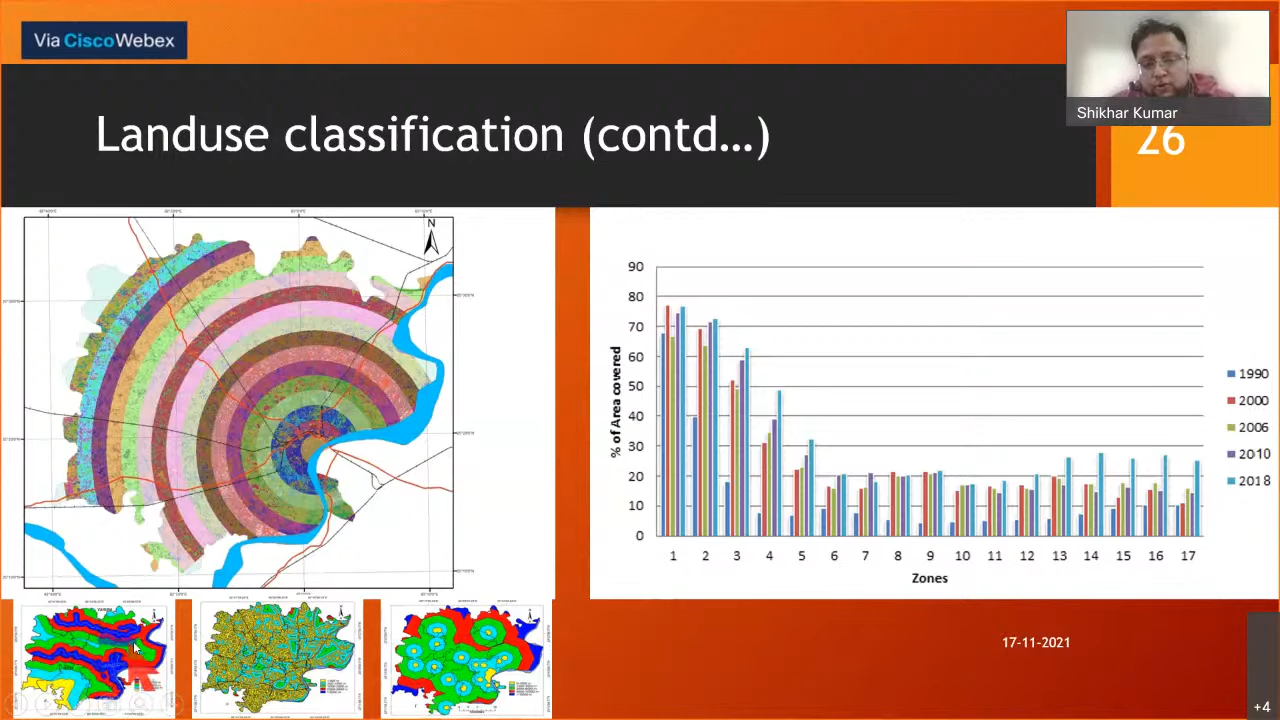 Via CiscoWebex
Shikhar Kumar
Landuse classification (contd...)
26
N
90
80
70
60
50
40
30
20
10
0
% of Area covered
1 2 3 4 5 6 7 8 9 10 11 12 13 14 15 16 17
Zones
1990
2000
2006
2010
2018
17-11-2021
+4